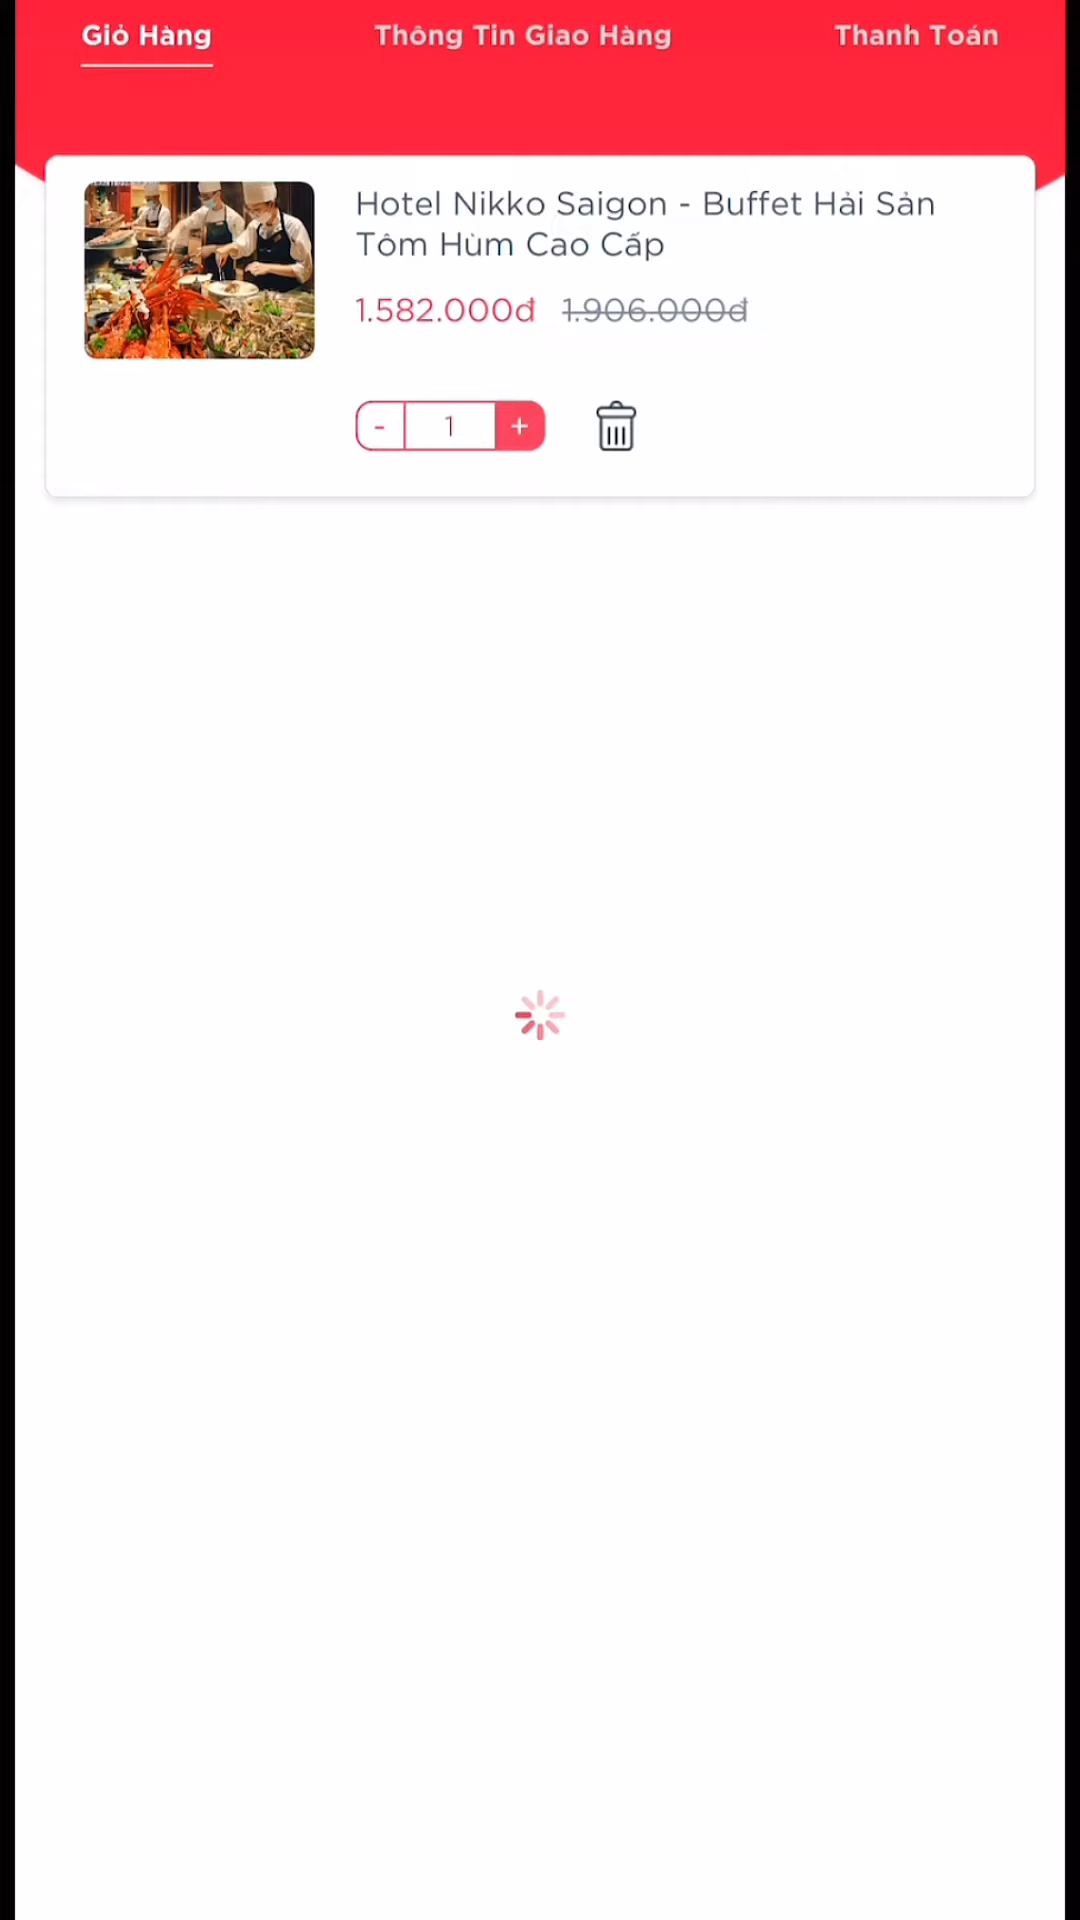 Giỏ Hàng
Thông Tin Giao Hàng
Thanh Toán
Hotel Nikko Saigon - Buffet Hải Sản
Tôm Hùm Cao Cấp
1.582.000đ 1.906.000đ
- 1 +